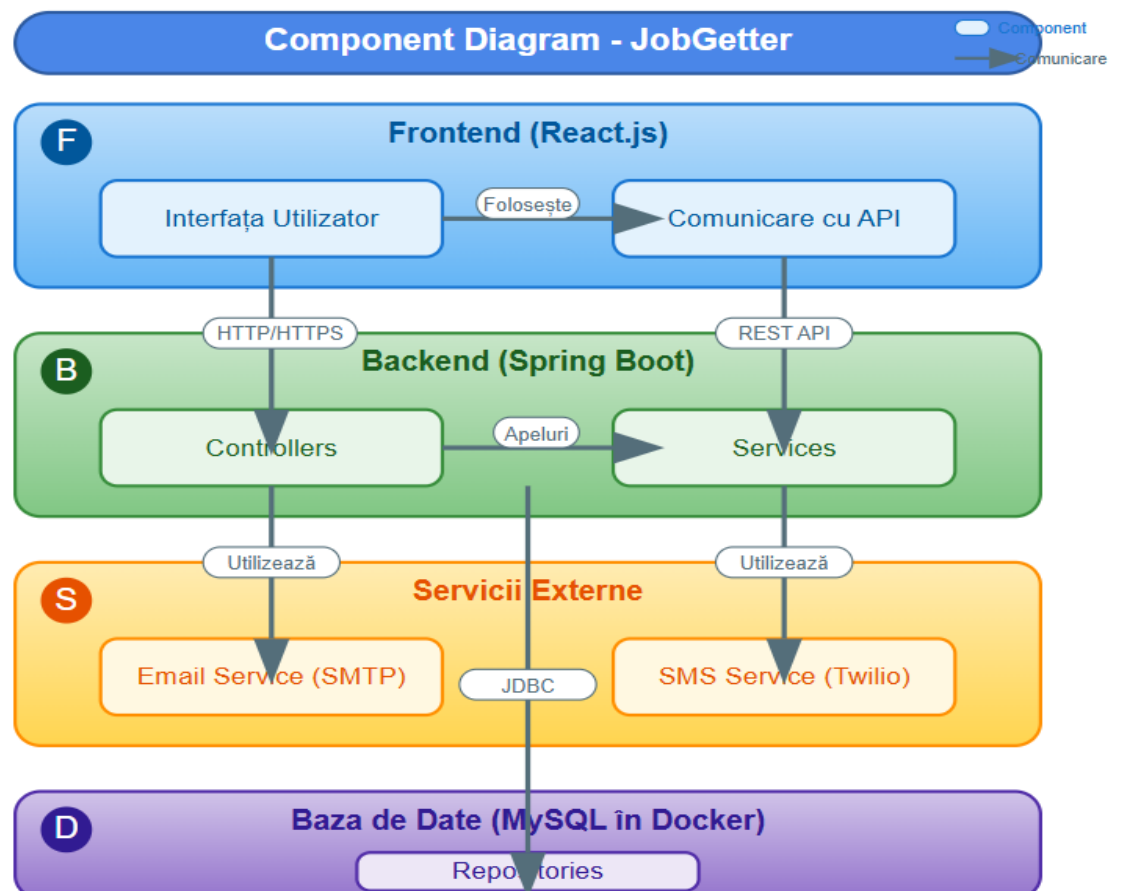 Component Diagram - JobGetter
Component
Comunicare
F
Frontend (React.js)
Interfața Utilizator
Folosește
Comunicare cu API
HTTP/HTTPS
REST API
B
Backend (Spring Boot)
Controllers
Apeluri
Services
Utilizează
Utilizează
S
Servicii Externe
Email Service (SMTP)
JDBC
SMS Service (Twilio)
D
Baza de Date (MySQL în Docker)
Repositories